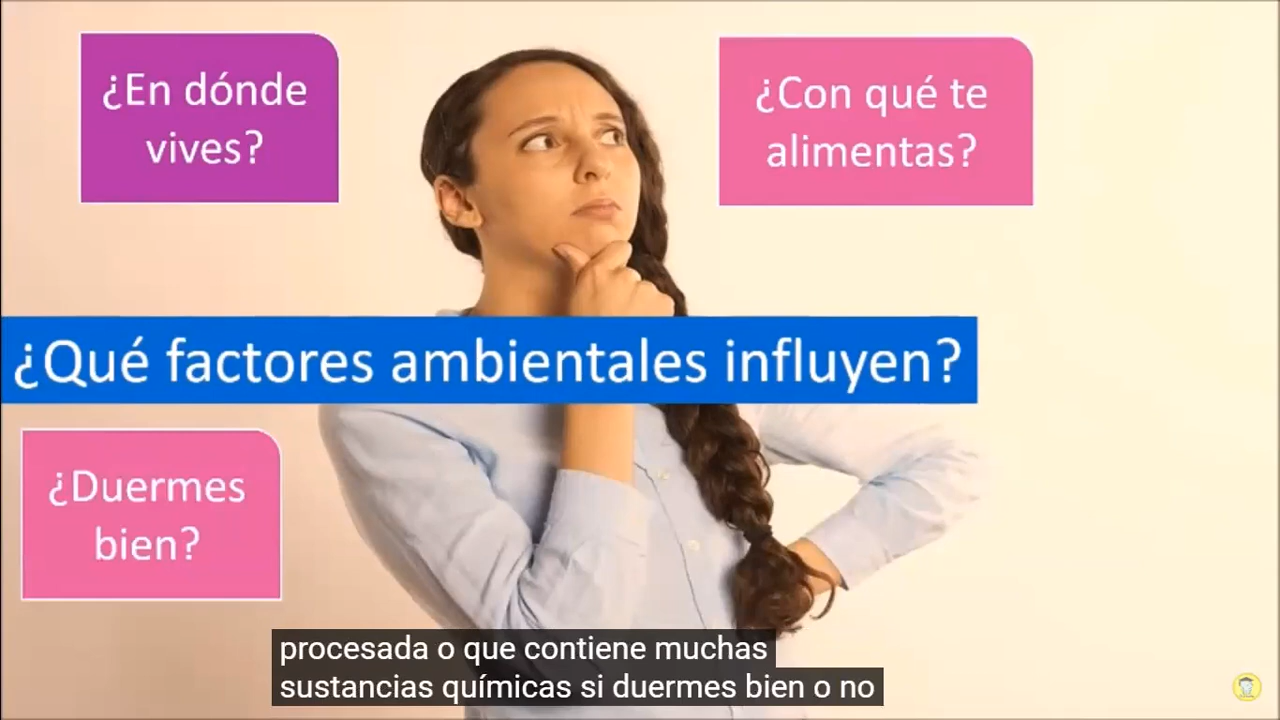 ¿En dónde
vives?
¿Con qué te
alimentas?
¿Qué factores ambientales influyen?
¿Duermes
bien?
procesada o que contiene muchas
sustancias químicas si duermes bien o no